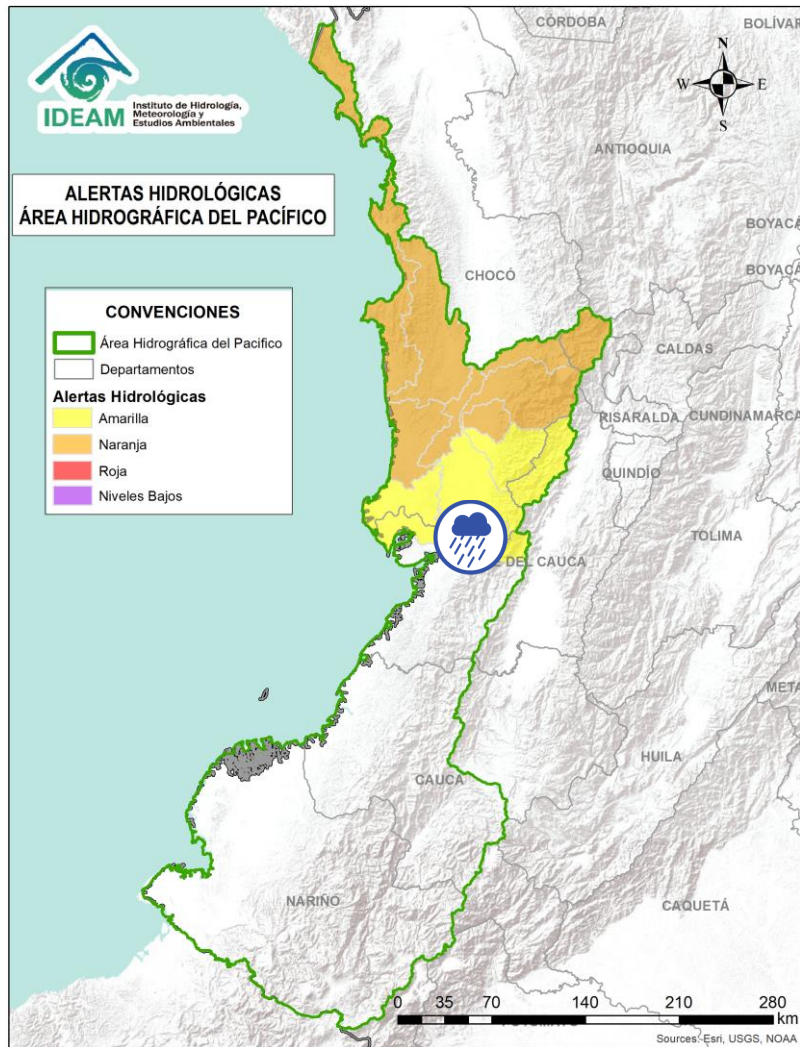 IDEAM
Instituto de Hidrología,
Meteorología y
Estudios Ambientales
ALERTAS HIDROLÓGICAS
ÁREA HIDROGRÁFICA DEL PACÍFICO
CONVENCIONES
Área Hidrográfica del Pacifico
Departamentos
Alertas Hidrológicas
Amarilla
Naranja
Roja
Niveles Bajos
N
W
E
S
CÓRDOBA
BOLÍVAR
ANTIOQUIA
BOYACÁ
BOYACÁ
CHOCÓ
CALDAS
RISARALDA
CUNDINAMARCA
QUINDÍO
TOLIMA
DEL CAUCA
META
HUILA
CAUCA
NARIÑO
CAQUETÁ
0 35 70 140 210 280
km
Sources: Esri, USGS, NOAA